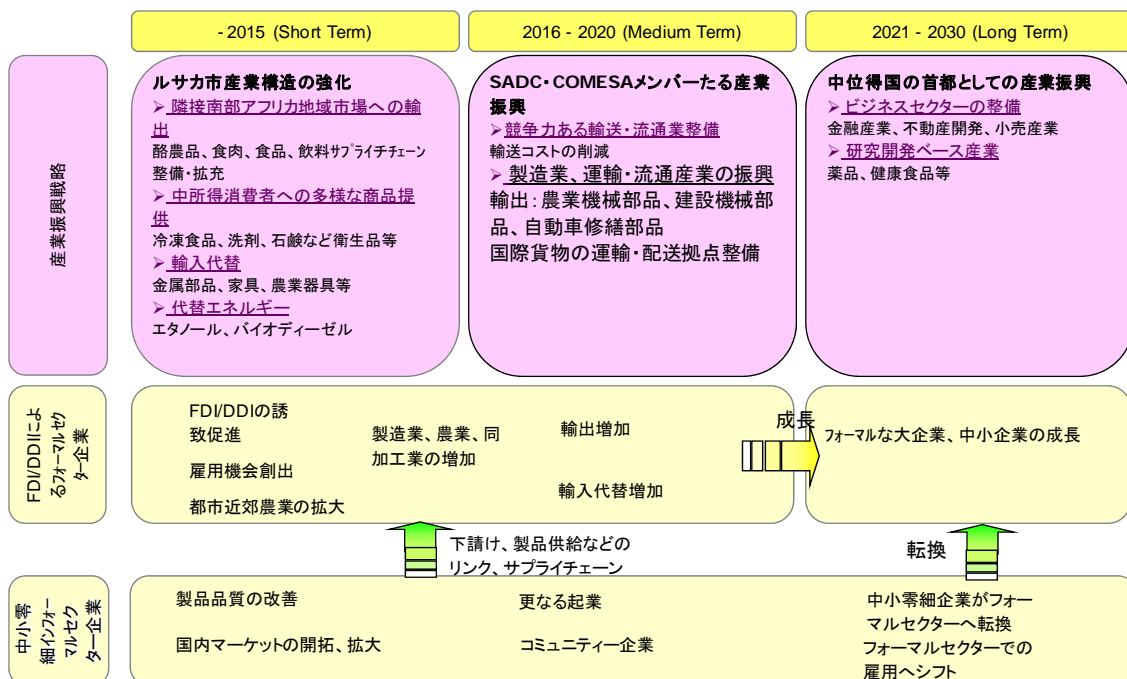 - 2015 (Short Term)
2016 - 2020 (Medium Term)
2021 - 2030 (Long Term)
産業振興戦略
ルサカ市産業構造の強化
➢ 隣接南部アフリカ地域市場への輸
出
酪農品、食肉、食品、飲料サプライチェーン
整備・拡充
➢ 中所得消費者への多様な商品提
供
冷凍食品、洗剤、石鹸など衛生品等
➢ 輸入代替
金属部品、家具、農業器具等
➢ 代替エネルギー
エタノール、バイオディーゼル
SADC・COMESAメンバーたる産業
振興
➢競争力ある輸送・流通業整備
輸送コストの削減
➢ 製造業、運輸・流通産業の振興
輸出：農業機械部品、建設機械部
品、自動車修繕部品
国際貨物の運輸・配送拠点整備
中位得国の首都としての産業振興
➢ ビジネスセクターの整備
金融産業、不動産開発、小売産業
➢ 研究開発ベース産業
薬品、健康食品等
FDI/DDIによ
るフォーマルセク
ター企業
FDI/DDIの誘
致促進
雇用機会創出
都市近郊農業の拡大
製造業、農業、同
加工業の増加
輸出増加
輸入代替増加
成長
フォーマルな大企業、中小企業の成長
下請け、製品供給などの
リンク、サプライチェーン
転換
中小零
細インフォー
マルセク
ター企業
製品品質の改善
国内マーケットの開拓、拡大
更なる起業
コミュニティー企業
中小零細企業がフォー
マルセクターへ転換
フォーマルセクターでの
雇用へシフト